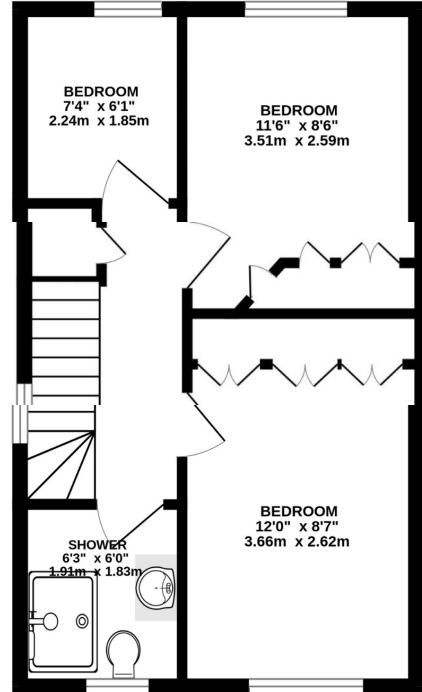 BEDROOM
7'4" x 6'1"
2.24m x 1.85m
BEDROOM
11'6" x 8'6"
3.51m x 2.59m
BEDROOM
12'0" x 8'7"
3.66m x 2.62m
SHOWER
6'3" x 6'0"
1.91m x 1.83m